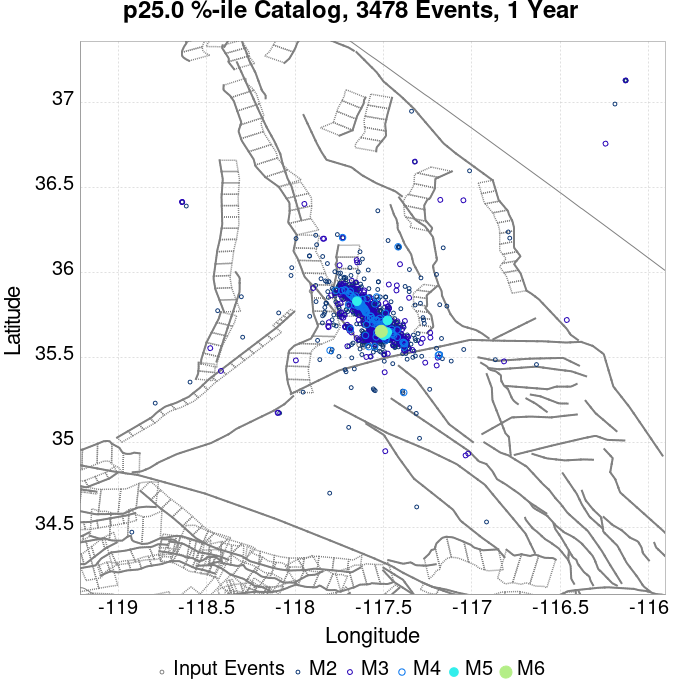 p25.0 %-ile Catalog, 3478 Events, 1 Year
37
36.5
36
35.5
35
34.5
Latitude
-119
-118.5
-118
-117.5
-117
-116.5
-116
Longitude
Input Events
M2
M3
M4
M5
M6